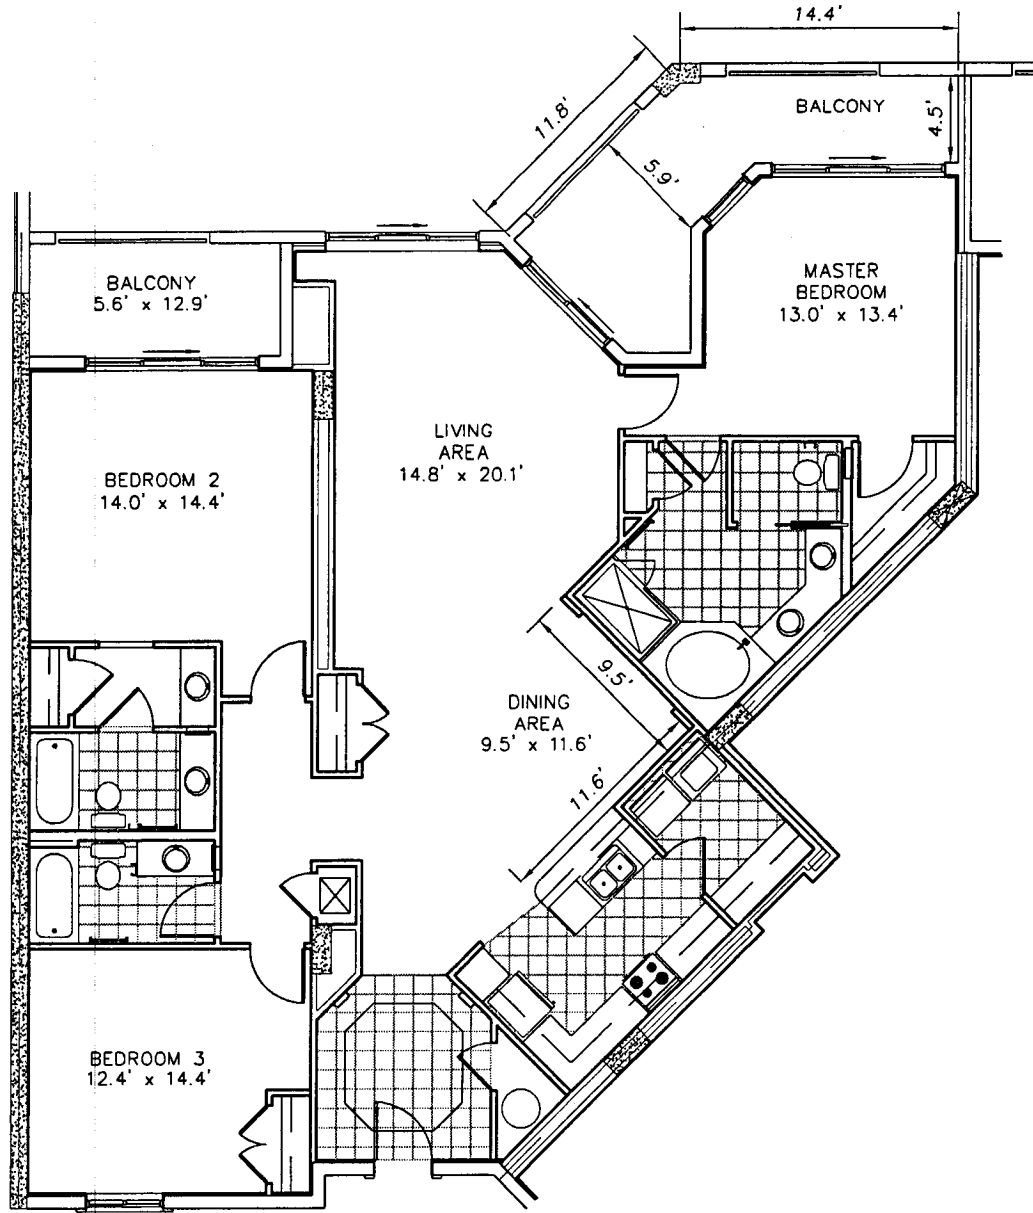 14.4'
11.8'
BALCONY
4.5'
5.9'
BALCONY
5.6' x 12.9'
MASTER
BEDROOM
13.0' x 13.4'
LIVING
AREA
14.8' x 20.1'
BEDROOM 2
14.0' x 14.4'
9.5'
DINING
AREA
9.5' x 11.6'
11.6'
BEDROOM 3
12.4' x 14.4'